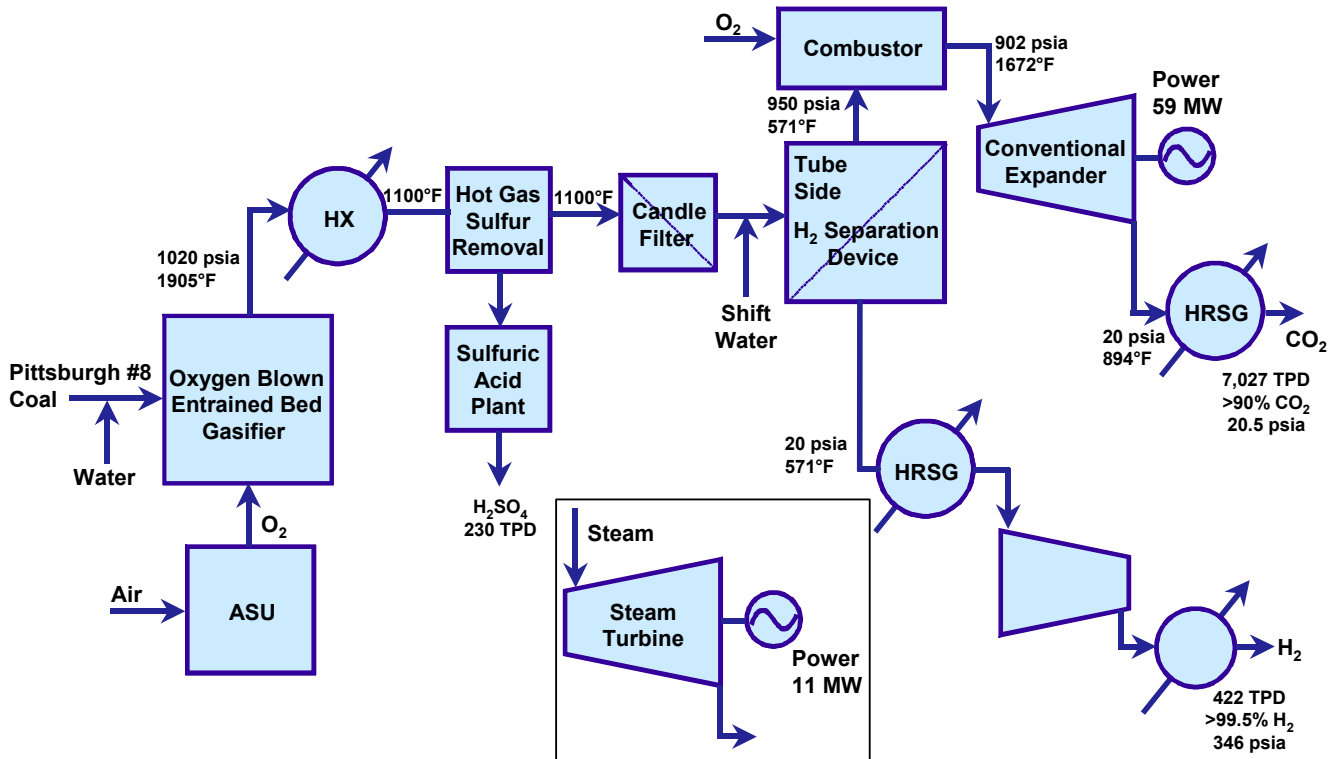 O2
Combustor
902 psia
1672°F
Power
59 MW
950 psia
571°F
Conventional
Expander
Tube
Side
H2 Separation
Device
HX
1100°F
Hot Gas
Sulfur
Removal
1100°F
Candle
Filter
1020 psia
1905°F
Shift
Water
HRSG
CO2
20 psia
894°F
7,027 TPD
>90% CO2
20.5 psia
Pittsburgh #8
Coal
Water
Oxygen Blown
Entrained Bed
Gasifier
Sulfuric
Acid
Plant
H2SO4
230 TPD
20 psia
571°F
HRSG
O2
Air
ASU
Steam
Steam
Turbine
Power
11 MW
H2
422 TPD
>99.5% H2
346 psia